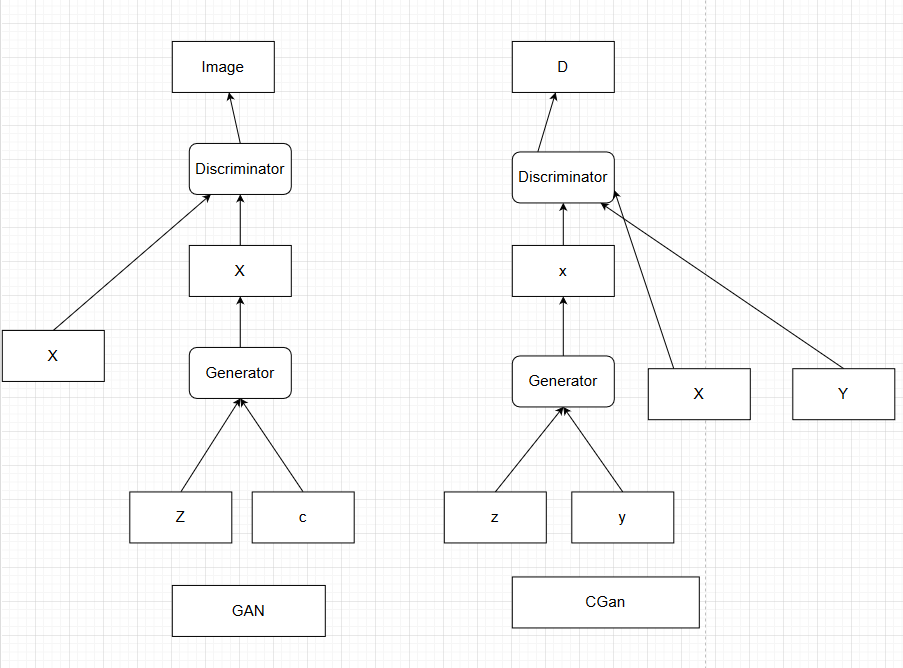 Image
D
Discriminator
Discriminator
X
x
X
Generator
Generator
X
Y
Z
c
z
y
GAN
CGan